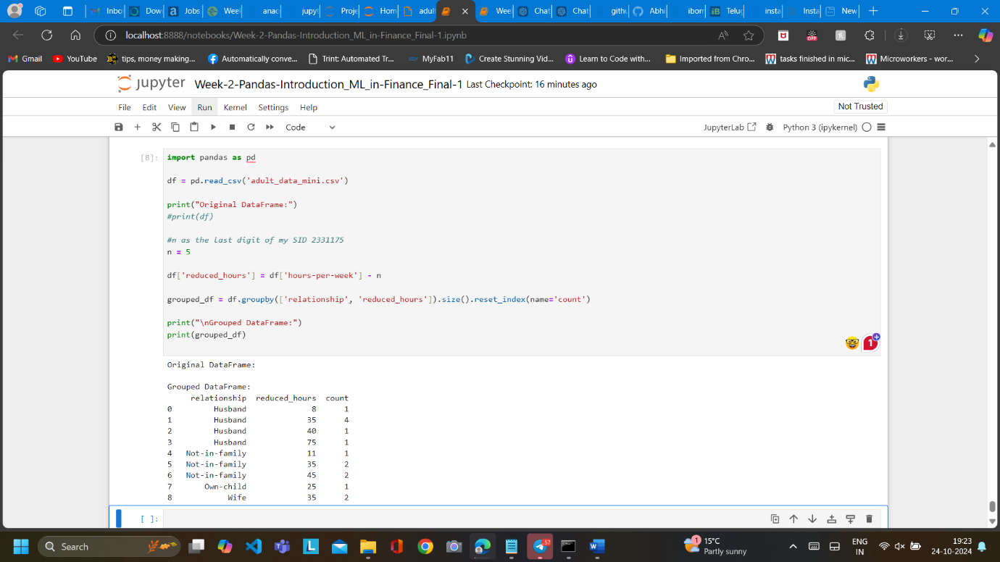 Inbo
Dow
Jobs
Weel
anac
jupyt
Proje
Hom
adul
Wee
Chat
Chat
githu
Abhi
ibom
Telug
insta
Insta
New
localhost:8888/notebooks/Week-2-Pandas-Introduction_ML_in-Finance_Final-1.ipynb
OFF
Gmail
YouTube
tips, money making...
Automatically conve...
Trint: Automated Tr...
MyFab11
Create Stunning Vid...
Learn to Code with...
Imported from Chro...
tasks finished in mic...
Microworkers - wor...
jupyter Week-2-Pandas-Introduction_ML_in-Finance_Final-1 Last Checkpoint: 16 minutes ago
File Edit View Run Kernel Settings Help
Not Trusted
Code
JupyterLab
Python 3 (ipykernel)
[8]: import pandas as pd
df = pd.read_csv('adult_data_mini.csv')
print("Original DataFrame:")
#print(df)
#n as the last digit of my SID 2331175
n = 5
df['reduced_hours'] = df['hours-per-week'] - n
grouped_df = df.groupby(['relationship', 'reduced_hours']).size().reset_index(name='count')
print("\nGrouped DataFrame:")
print(grouped_df)
1
Original DataFrame:
Grouped DataFrame:
relationship reduced_hours count
0 Husband 8 1
1 Husband 35 4
2 Husband 40 1
3 Husband 75 1
4 Not-in-family 11 1
5 Not-in-family 35 2
6 Not-in-family 45 2
7 Own-child 25 1
8 Wife 35 2
[ ]:
Search
L
57
W
1
15°C
Partly sunny
ENG
IN
19:23
24-10-2024